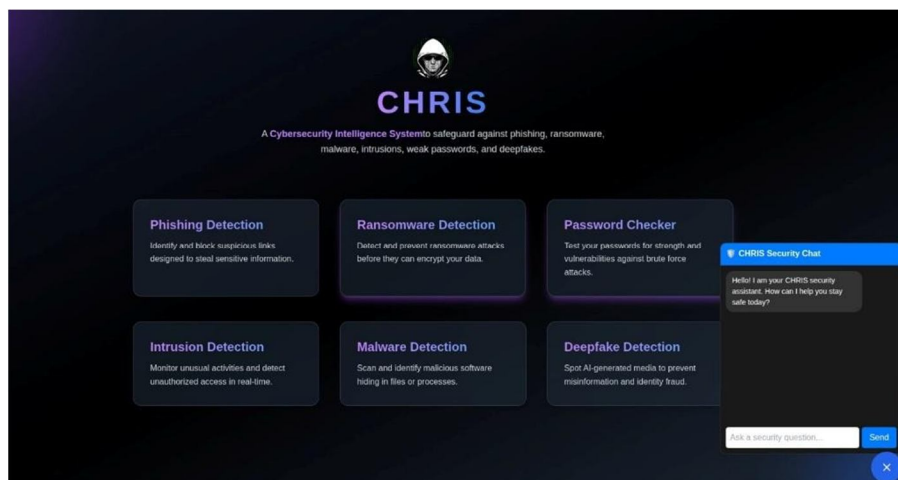 CHRIS
A Cybersecurity Intelligence Systemto safeguard against phishing, ransomware,
malware, intrusions, weak passwords, and deepfakes.
Phishing Detection
Identify and block suspicious links
designed to steal sensitive information.
Ransomware Detection
Detect and prevent ransomware attacks
before they can encrypt your data.
Password Checker
Test your passwords for strength and
vulnerabilities against brute force
attacks.
Intrusion Detection
Monitor unusual activities and detect
unauthorized access in real-time.
Malware Detection
Scan and identify malicious software
hiding in files or processes.
Deepfake Detection
Spot AI-generated media to prevent
misinformation and identity fraud.
CHRIS Security Chat
Hello! I am your CHRIS security
assistant. How can I help you stay
safe today?
Ask a security question...
Send